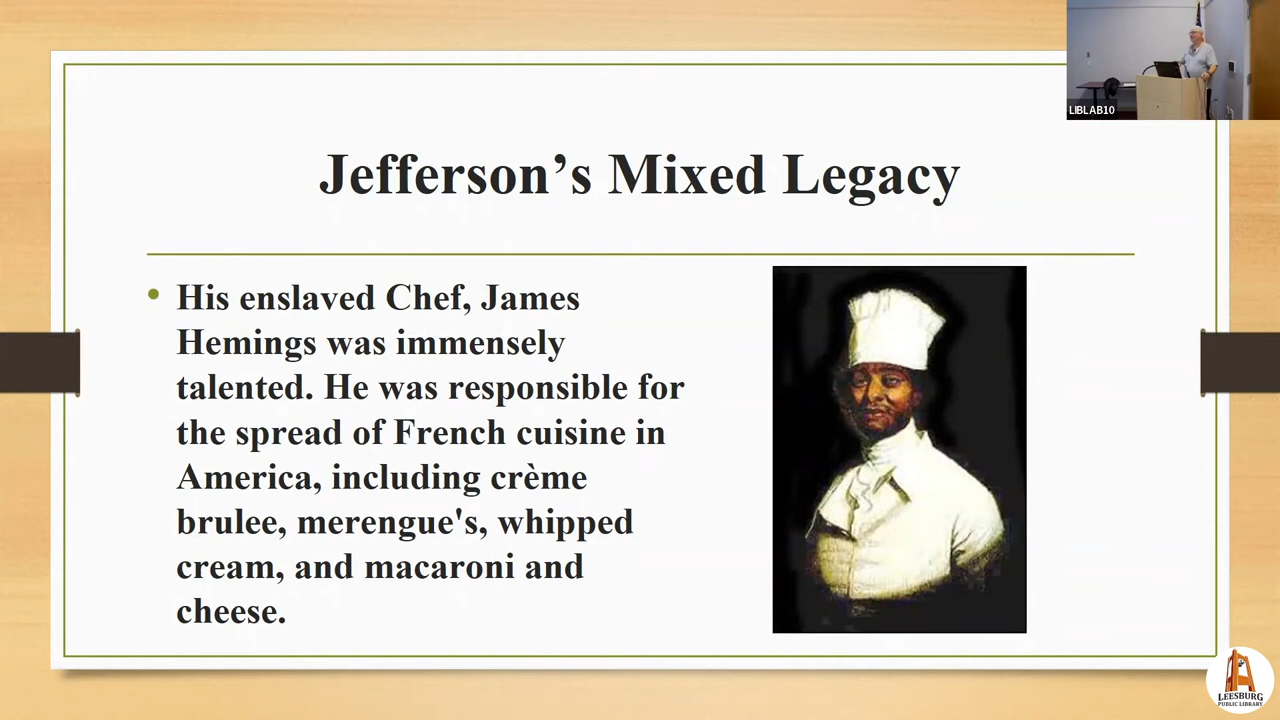 LIBLAB10
Jefferson’s Mixed Legacy
• His enslaved Chef, James
Hemings was immensely
talented. He was responsible for
the spread of French cuisine in
America, including crème
brulee, merengue's, whipped
cream, and macaroni and
cheese.
LEESBURG
PUBLIC LIBRARY